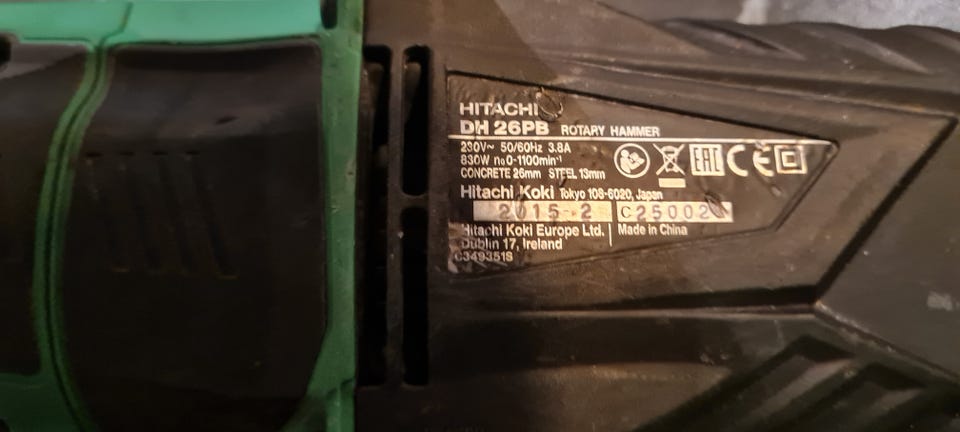 HITACHI
DH 26PB ROTARY HAMMER
230V~ 50/60Hz 3.8A
830W n₀0-1100min⁻¹
CONCRETE 26mm STEEL 13mm
Hitachi Koki Tokyo 108-6020, Japan
2015-2 C25002
Hitachi Koki Europe Ltd. Made in China
Dublin 17, Ireland
C349351S
EAC
CE